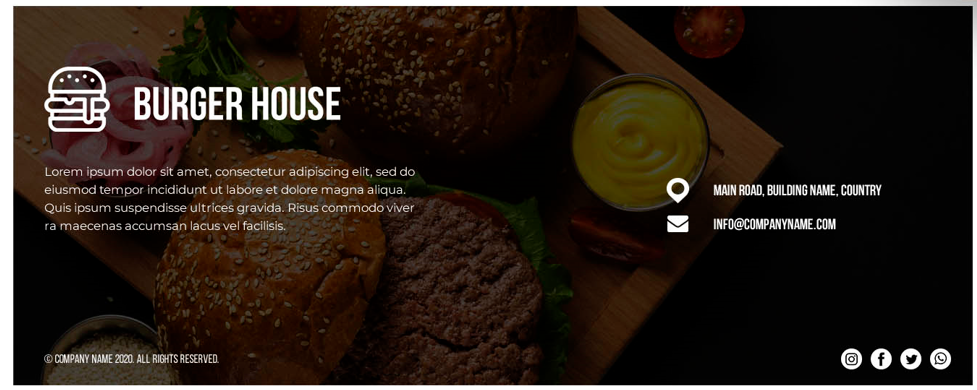 BURGER HOUSE
Lorem ipsum dolor sit amet, consectetur adipiscing elit, sed do
eiusmod tempor incididunt ut labore et dolore magna aliqua.
Quis ipsum suspendisse ultrices gravida. Risus commodo viver
ra maecenas accumsan lacus vel facilisis.
MAIN ROAD, BUILDING NAME, COUNTRY
INFO@COMPANYNAME.COM
© COMPANY NAME 2020. ALL RIGHTS RESERVED.